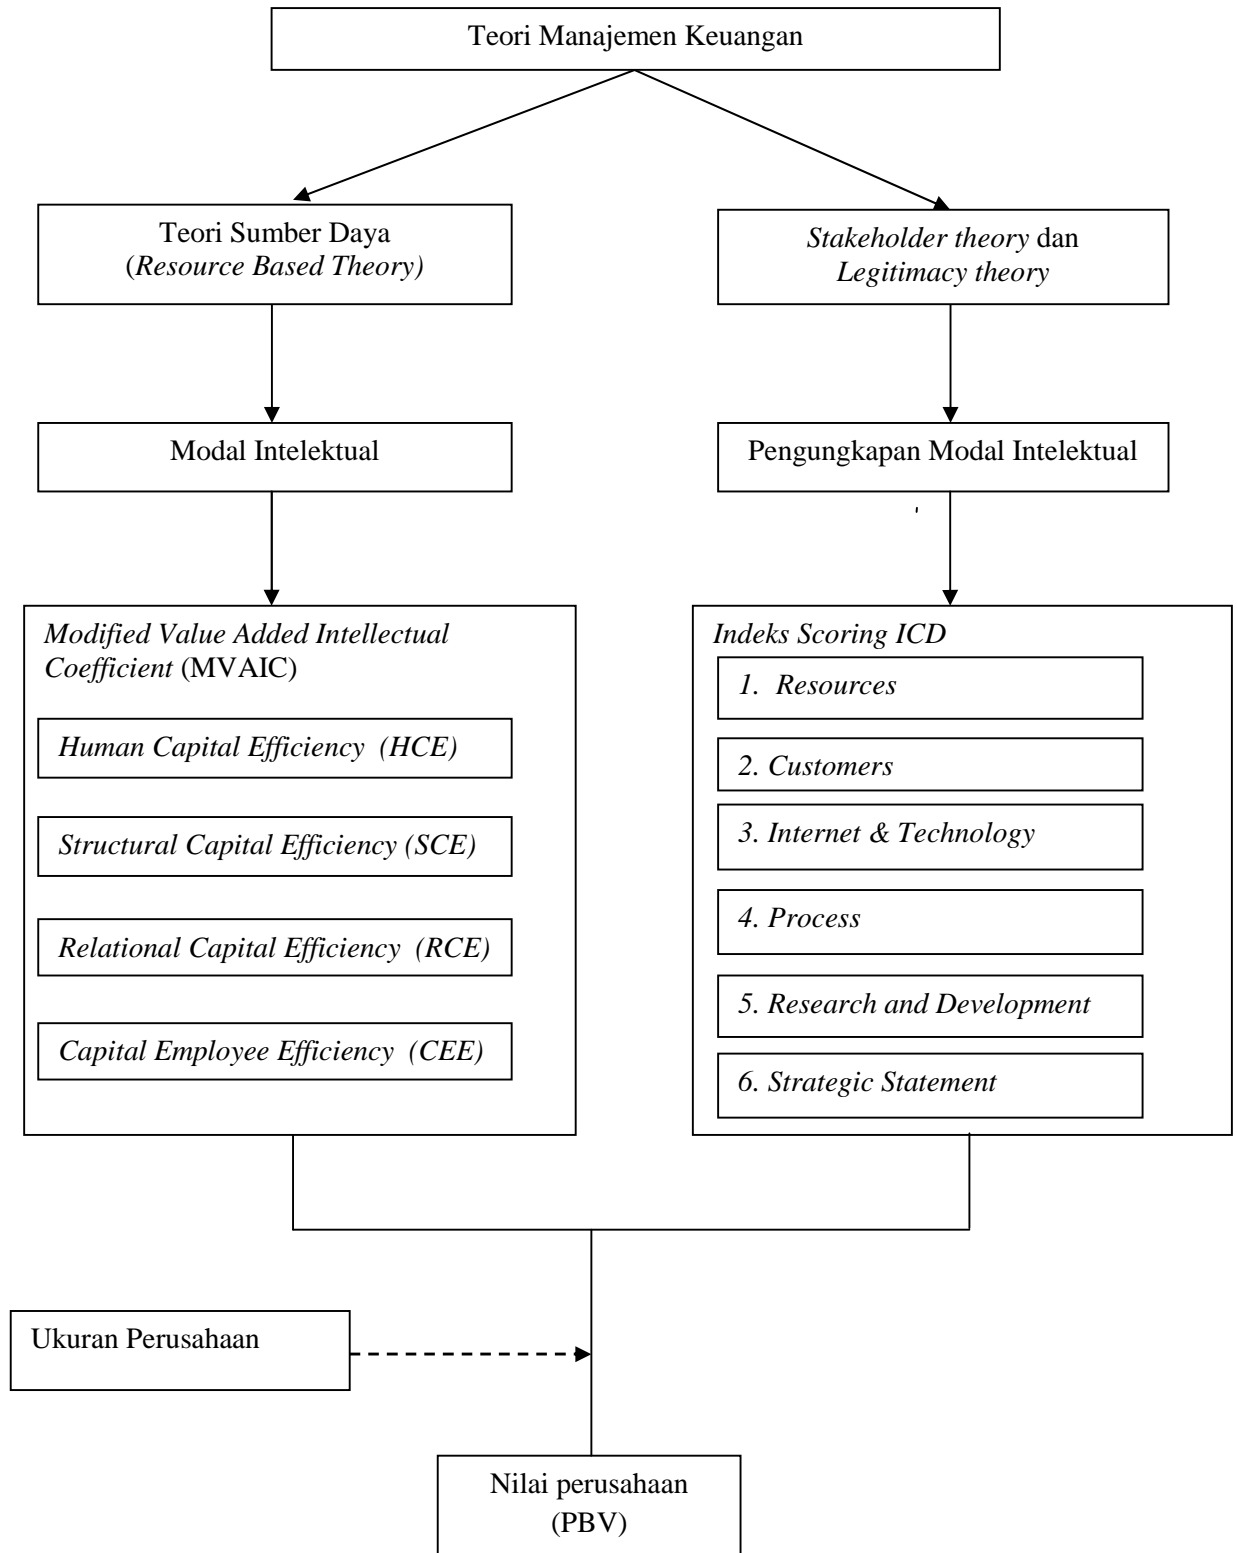 Teori Manajemen Keuangan
Teori Sumber Daya
(Resource Based Theory)
Stakeholder theory dan
Legitimacy theory
Modal Intelektual
Pengungkapan Modal Intelektual
Modified Value Added Intellectual
Coefficient (MVAIC)
Human Capital Efficiency (HCE)
Structural Capital Efficiency (SCE)
Relational Capital Efficiency (RCE)
Capital Employee Efficiency (CEE)
Indeks Scoring ICD
1. Resources
2. Customers
3. Internet & Technology
4. Process
5. Research and Development
6. Strategic Statement
Ukuran Perusahaan
Nilai perusahaan
(PBV)